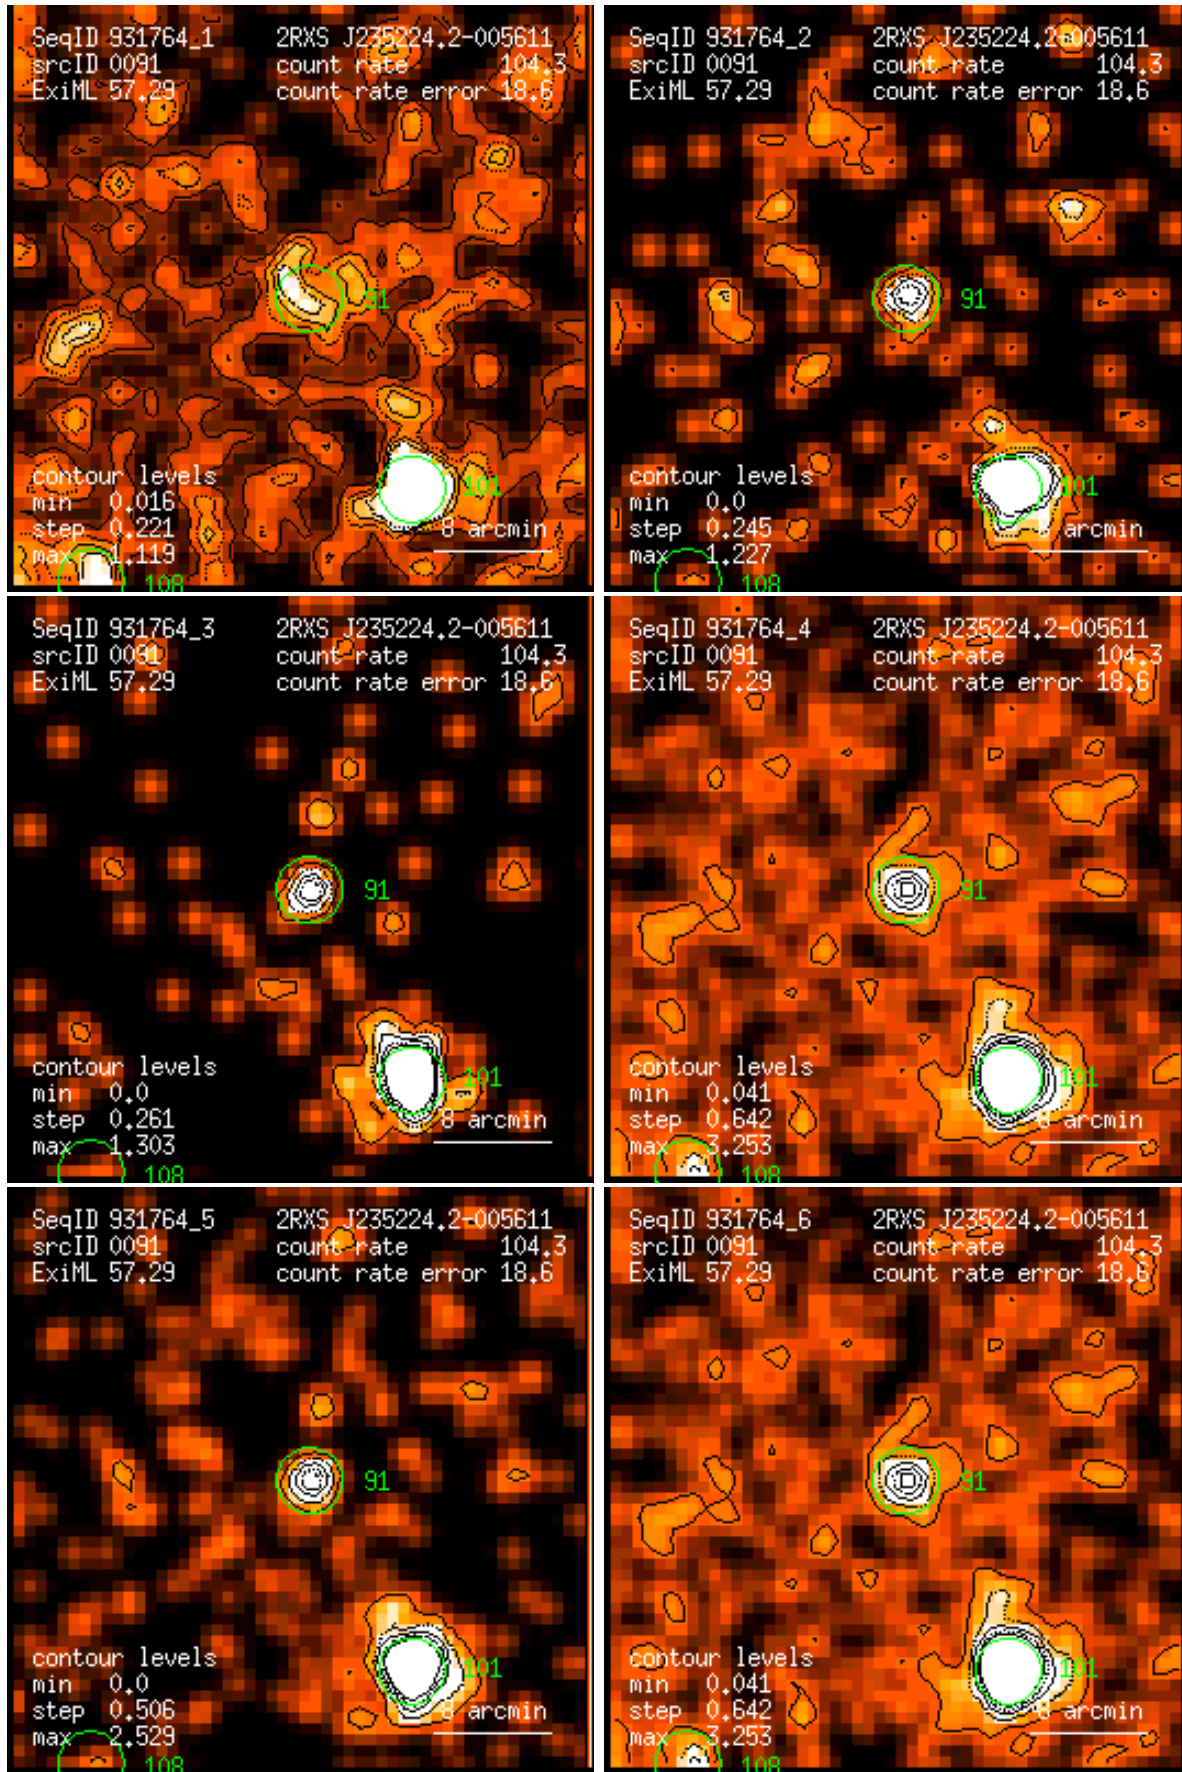 SeqID 931764_1 2RXS J235224.2-005611
srcID 0091 count rate 104.3
ExiML 57.29 count rate error 18.6
91
contour levels
min 0.016
step 0.221
max 1.119
101
8 arcmin
108
SeqID 931764_2 2RXS J235224.2-005611
srcID 0091 count rate 104.3
ExiML 57.29 count rate error 18.6
91
contour levels
min 0.0
step 0.245
max 1.227
101
8 arcmin
108
SeqID 931764_3 2RXS J235224.2-005611
srcID 0091 count rate 104.3
ExiML 57.29 count rate error 18.6
91
contour levels
min 0.0
step 0.261
max 1.303
101
8 arcmin
108
SeqID 931764_4 2RXS J235224.2-005611
srcID 0091 count rate 104.3
ExiML 57.29 count rate error 18.6
91
contour levels
min 0.041
step 0.642
max 3.253
101
8 arcmin
108
SeqID 931764_5 2RXS J235224.2-005611
srcID 0091 count rate 104.3
ExiML 57.29 count rate error 18.6
91
contour levels
min 0.0
step 0.506
max 2.529
101
8 arcmin
108
SeqID 931764_6 2RXS J235224.2-005611
srcID 0091 count rate 104.3
ExiML 57.29 count rate error 18.6
91
contour levels
min 0.041
step 0.642
max 3.253
101
8 arcmin
108